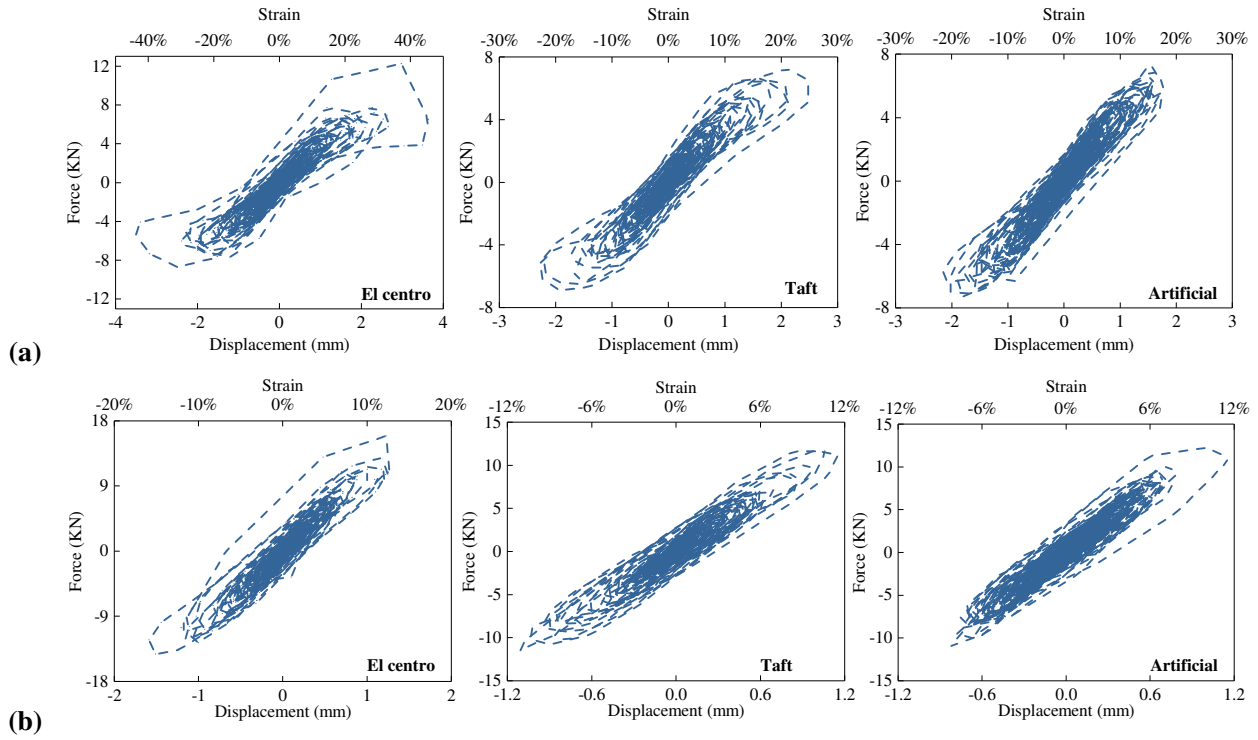 Strain
-40% -20% 0% 20% 40%
12
8
4
0
-4
-8
-12
Force (KN)
El centro
-4 -2 0 2 4
Displacement (mm)
Strain
-30% -20% -10% 0% 10% 20% 30%
8
4
0
-4
-8
Force (KN)
Taft
-3 -2 -1 0 1 2 3
Displacement (mm)
Strain
-30% -20% -10% 0% 10% 20% 30%
8
4
0
-4
-8
Force (KN)
Artificial
-3 -2 -1 0 1 2 3
Displacement (mm)
(a)
Strain
-20% -10% 0% 10% 20%
18
9
0
-9
-18
Force (KN)
El centro
-2 -1 0 1 2
Displacement (mm)
Strain
-12% -6% 0% 6% 12%
15
10
5
0
-5
-10
-15
Force (KN)
Taft
-1.2 -0.6 0.0 0.6 1.2
Displacement (mm)
Strain
-12% -6% 0% 6% 12%
15
10
5
0
-5
-10
-15
Force (KN)
Artificial
-1.2 -0.6 0.0 0.6 1.2
Displacement (mm)
(b)